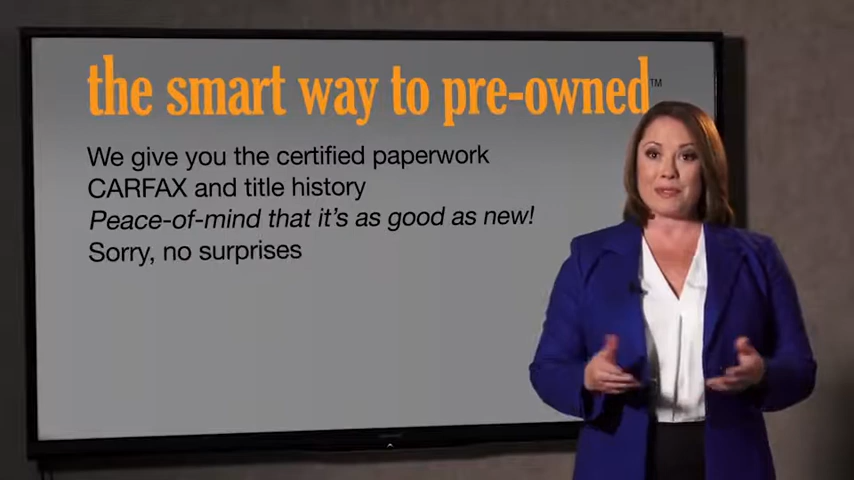 the smart way to pre-owned™
We give you the certified paperwork
CARFAX and title history
Peace-of-mind that it's as good as new!
Sorry, no surprises